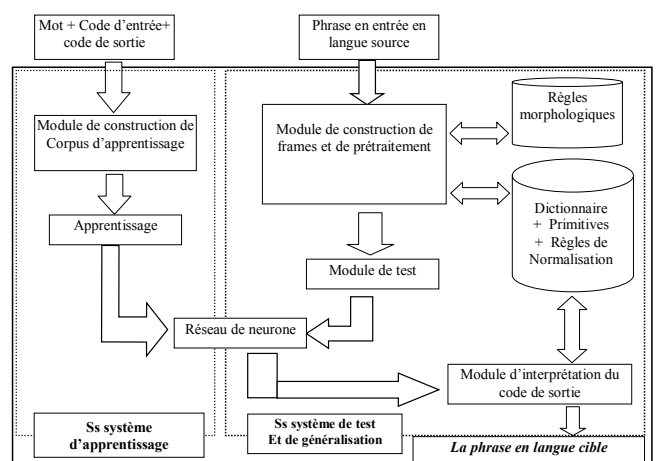 Mot + Code d'entrée+
code de sortie
Phrase en entrée en
langue source
Module de construction de
Corpus d'apprentissage
Module de construction de
frames et de prétraitement
Règles
morphologiques
Apprentissage
Dictionnaire
+ Primitives
+ Règles de
Normalisation
Module de test
Réseau de neurone
Module d'interprétation du
code de sortie
Ss système
d'apprentissage
Ss système de test
Et de généralisation
La phrase en langue cible